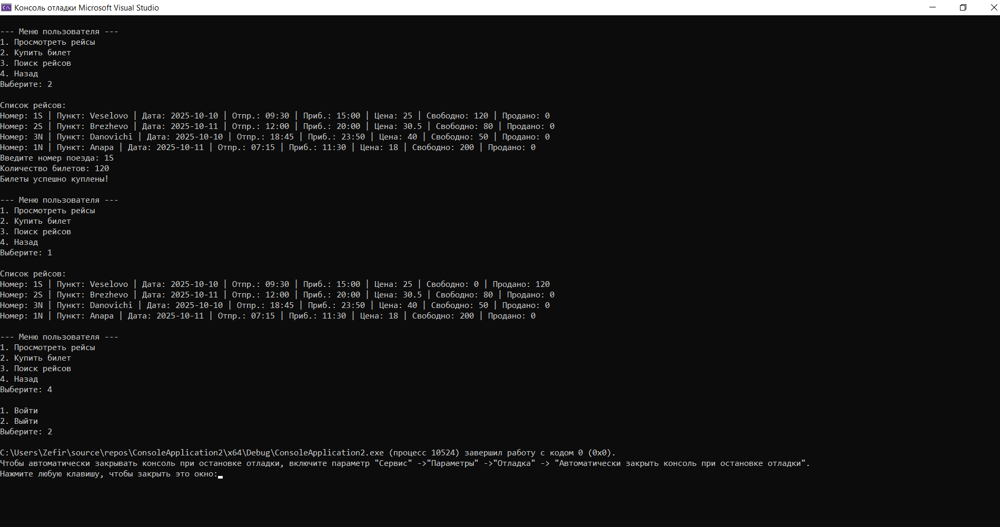 Консоль отладки Microsoft Visual Studio
--- Меню пользователя ---
1. Просмотреть рейсы
2. Купить билет
3. Поиск рейсов
4. Назад
Выберите: 2
Список рейсов:
Номер: 1S | Пункт: Veselovo | Дата: 2025-10-10 | Отпр.: 09:30 | Приб.: 15:00 | Цена: 25 | Свободно: 120 | Продано: 0
Номер: 2S | Пункт: Brezhevo | Дата: 2025-10-11 | Отпр.: 12:00 | Приб.: 20:00 | Цена: 30.5 | Свободно: 80 | Продано: 0
Номер: 3N | Пункт: Danovichi | Дата: 2025-10-10 | Отпр.: 18:45 | Приб.: 23:50 | Цена: 40 | Свободно: 50 | Продано: 0
Номер: 1N | Пункт: Anapa | Дата: 2025-10-11 | Отпр.: 07:15 | Приб.: 11:30 | Цена: 18 | Свободно: 200 | Продано: 0
Введите номер поезда: 1S
Количество билетов: 120
Билеты успешно куплены!
--- Меню пользователя ---
1. Просмотреть рейсы
2. Купить билет
3. Поиск рейсов
4. Назад
Выберите: 1
Список рейсов:
Номер: 1S | Пункт: Veselovo | Дата: 2025-10-10 | Отпр.: 09:30 | Приб.: 15:00 | Цена: 25 | Свободно: 0 | Продано: 120
Номер: 2S | Пункт: Brezhevo | Дата: 2025-10-11 | Отпр.: 12:00 | Приб.: 20:00 | Цена: 30.5 | Свободно: 80 | Продано: 0
Номер: 3N | Пункт: Danovichi | Дата: 2025-10-10 | Отпр.: 18:45 | Приб.: 23:50 | Цена: 40 | Свободно: 50 | Продано: 0
Номер: 1N | Пункт: Anapa | Дата: 2025-10-11 | Отпр.: 07:15 | Приб.: 11:30 | Цена: 18 | Свободно: 200 | Продано: 0
--- Меню пользователя ---
1. Просмотреть рейсы
2. Купить билет
3. Поиск рейсов
4. Назад
Выберите: 4
1. Войти
2. Выйти
Выберите: 2
C:\Users\Zefir\source\repos\ConsoleApplication2\x64\Debug\ConsoleApplication2.exe (процесс 10524) завершил работу с кодом 0 (0x0).
Чтобы автоматически закрывать консоль при остановке отладки, включите параметр "Сервис" ->"Параметры" ->"Отладка" -> "Автоматически закрыть консоль при остановке отладки".
Нажмите любую клавишу, чтобы закрыть это окно: